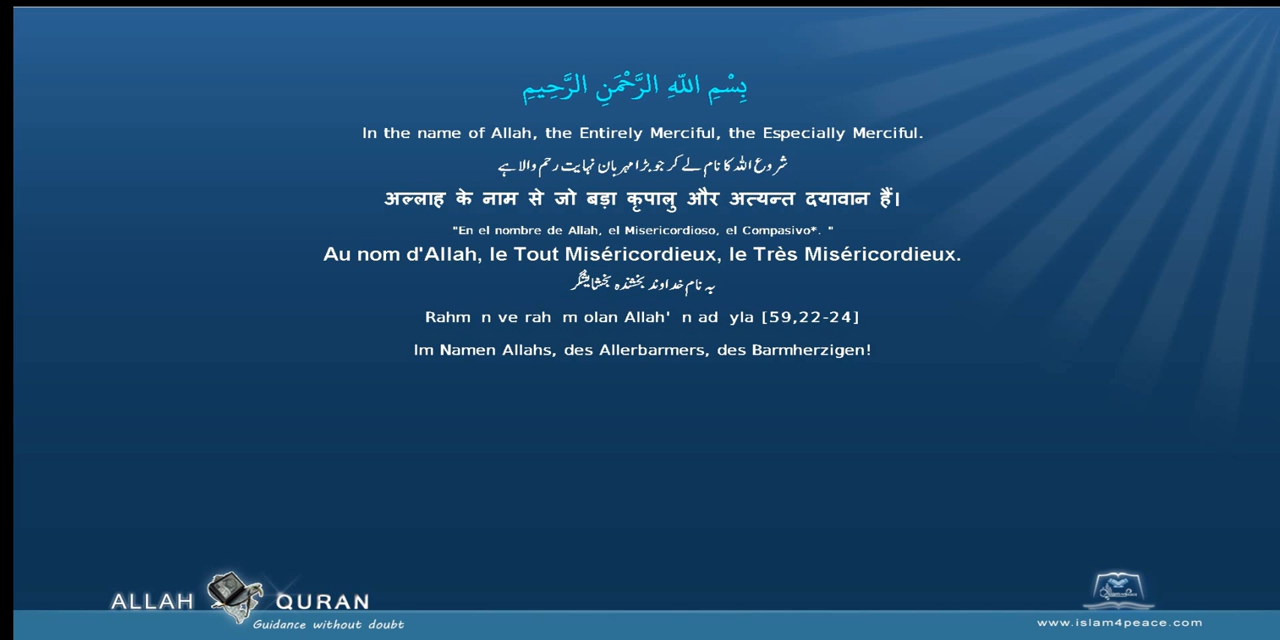 بِسْمِ اللَّهِ الرَّحْمَنِ الرَّحِيمِ
In the name of Allah, the Entirely Merciful, the Especially Merciful.
شروع اللہ کا نام لے کر جو بڑا مہربان نہایت رحم والا ہے
अल्लाह के नाम से जो बड़ा कृपालु और अत्यन्त दयावान हैं।
"En el nombre de Allah, el Misericordioso, el Compasivo*. "
Au nom d'Allah, le Tout Miséricordieux, le Très Miséricordieux.
به نام خداوند بخشنده بخشایشگر
Rahm n ve rah m olan Allah' n ad yla [59,22-24]
Im Namen Allahs, des Allerbarmers, des Barmherzigen!
ALLAH QURAN
Guidance without doubt
www.islam4peace.com